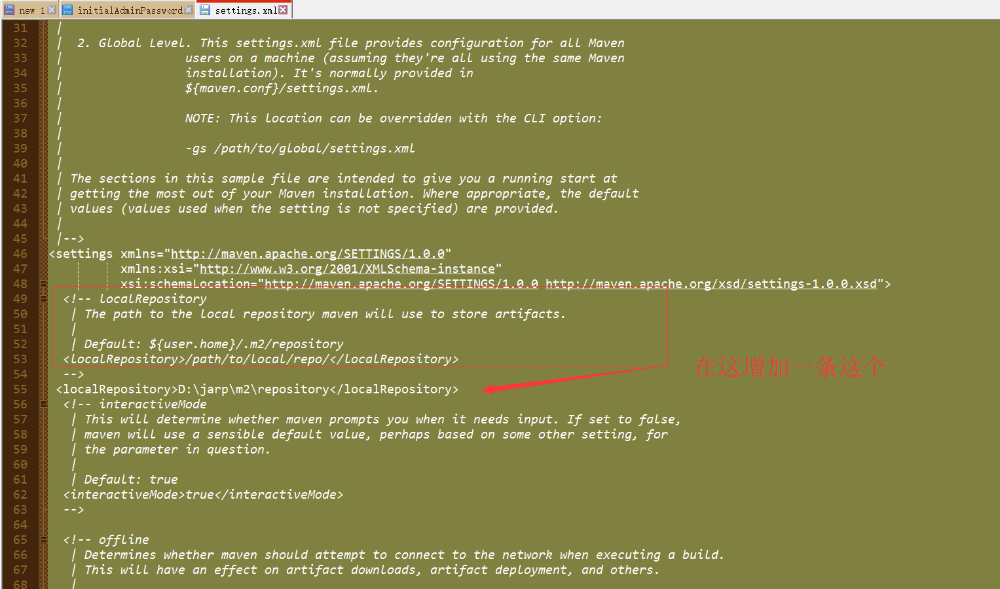 new 1
initialAdminPassword
settings.xml
31 |
32 | 2. Global Level. This settings.xml file provides configuration for all Maven
33 | users on a machine (assuming they're all using the same Maven
34 | installation). It's normally provided in
35 | ${maven.conf}/settings.xml.
36 |
37 | NOTE: This location can be overridden with the CLI option:
38 |
39 | -gs /path/to/global/settings.xml
40 |
41 | The sections in this sample file are intended to give you a running start at
42 | getting the most out of your Maven installation. Where appropriate, the default
43 | values (values used when the setting is not specified) are provided.
44 |
45 |-->
46 <settings xmlns="http://maven.apache.org/SETTINGS/1.0.0"
47 xmlns:xsi="http://www.w3.org/2001/XMLSchema-instance"
48 xsi:schemaLocation="http://maven.apache.org/SETTINGS/1.0.0 http://maven.apache.org/xsd/settings-1.0.0.xsd">
49 <!-- localRepository
50 | The path to the local repository maven will use to store artifacts.
51 |
52 | Default: ${user.home}/.m2/repository
53 <localRepository>/path/to/local/repo/</localRepository>
在这增加一条这个
54 -->
55 <localRepository>D:\jarp\m2\repository</localRepository>
56 <!-- interactiveMode
57 | This will determine whether maven prompts you when it needs input. If set to false,
58 | maven will use a sensible default value, perhaps based on some other setting, for
59 | the parameter in question.
60 |
61 | Default: true
62 <interactiveMode>true</interactiveMode>
63 -->
64
65 <!-- offline
66 | Determines whether maven should attempt to connect to the network when executing a build.
67 | This will have an effect on artifact downloads, artifact deployment, and others.
68 |